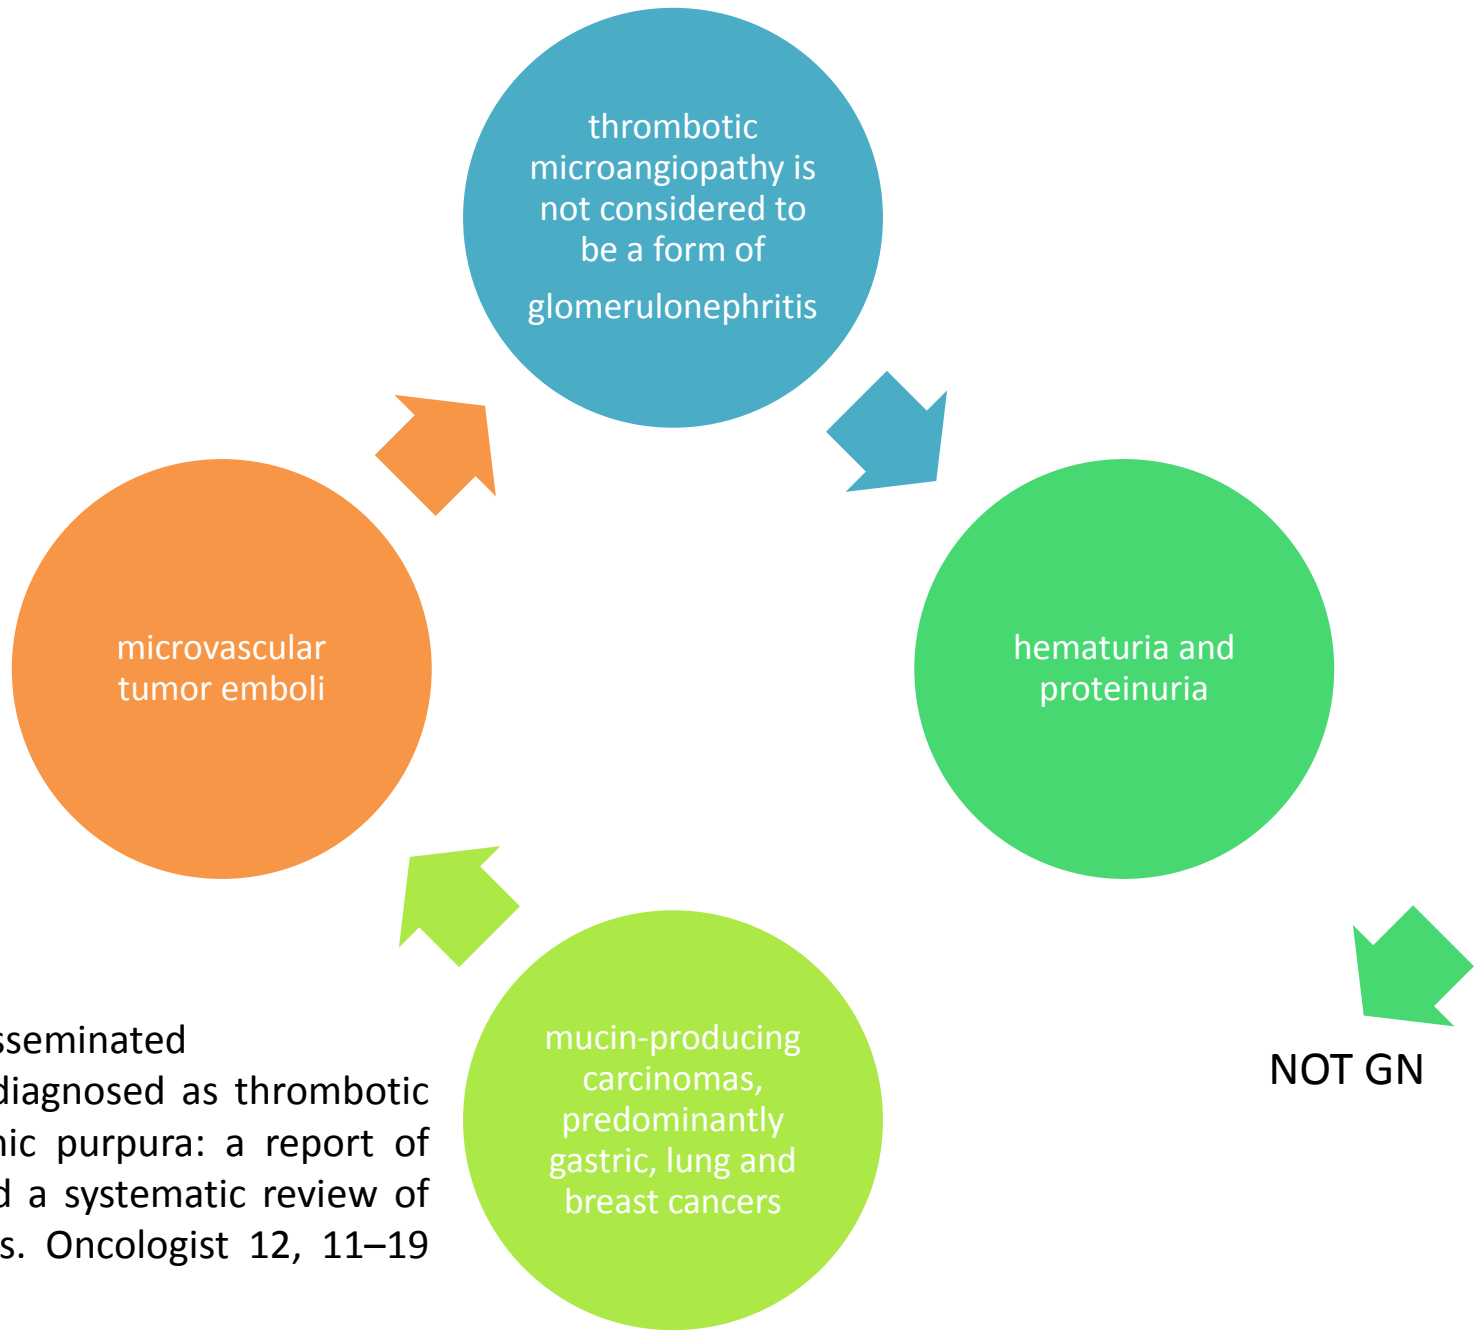 thrombotic
microangiopathy is
not considered to
be a form of
glomerulonephritis
microvascular
tumor emboli
hematuria and
proteinuria
mucin-producing
carcinomas,
predominantly
gastric, lung and
breast cancers
NOT GN
diagnosed as thrombotic
purpura: a report of
a systematic review of
Oncologist 12, 11–19